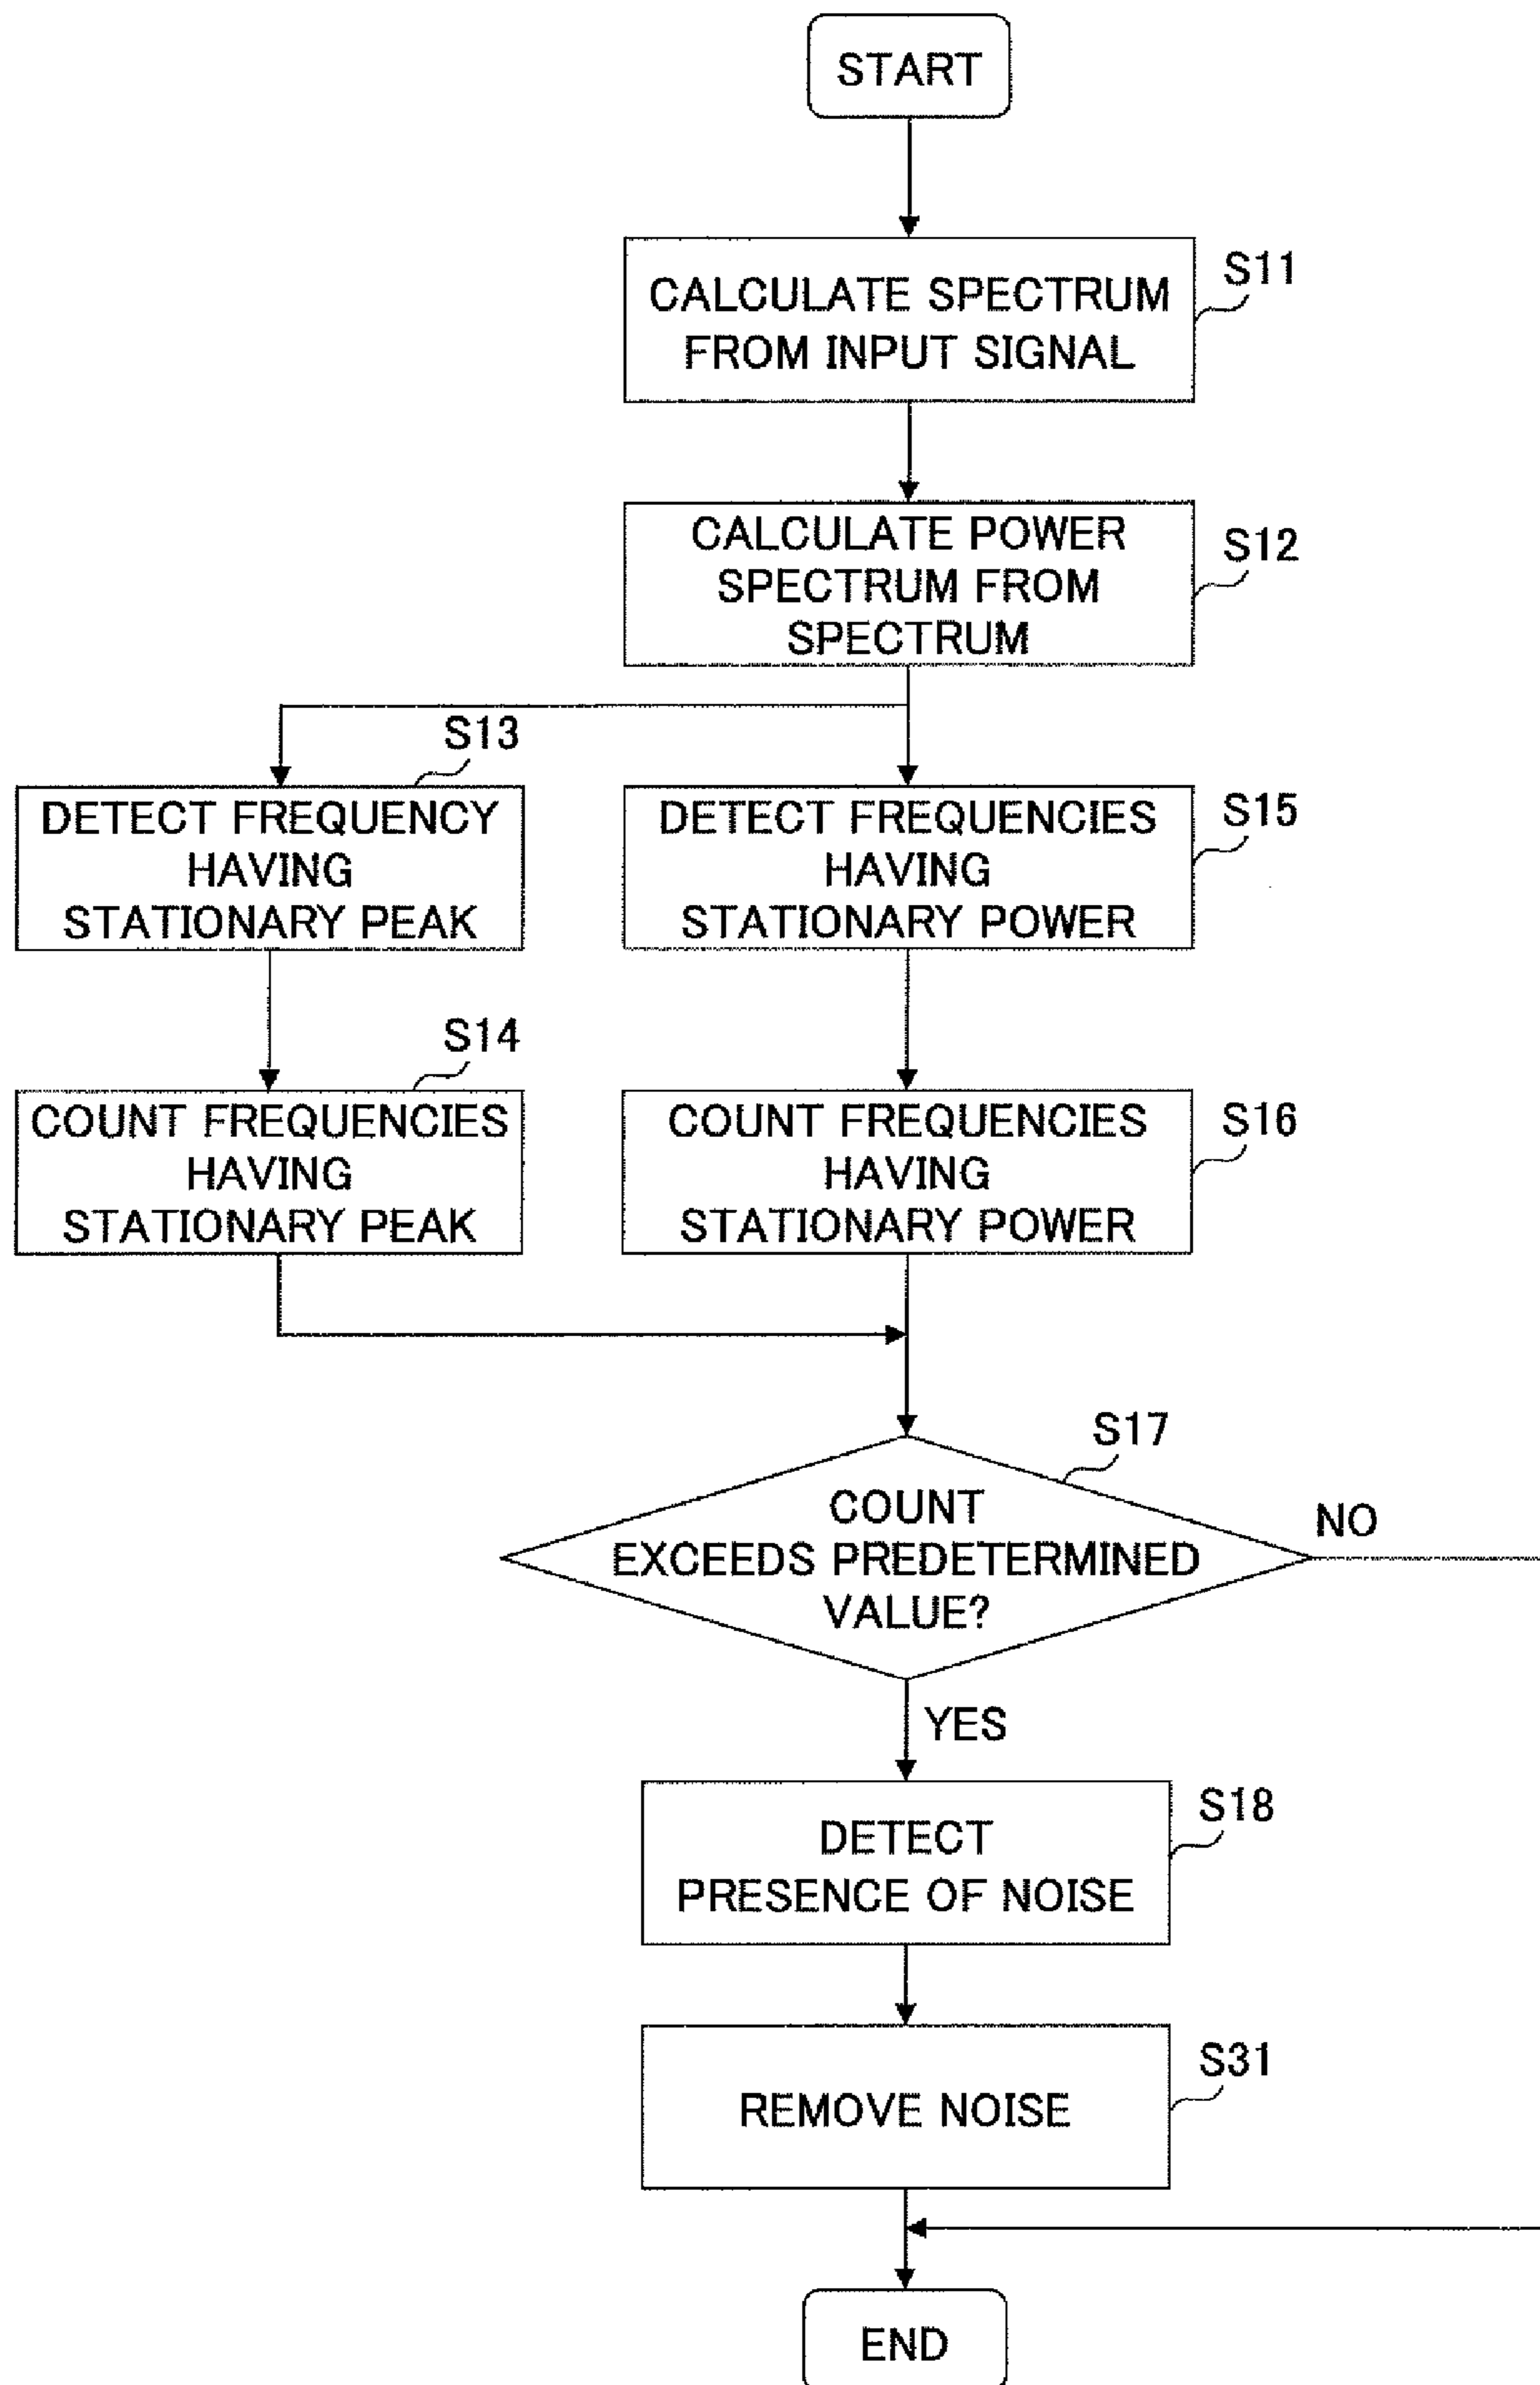 START
S11
CALCULATE SPECTRUM
FROM INPUT SIGNAL
S12
CALCULATE POWER
SPECTRUM FROM
SPECTRUM
S13
DETECT FREQUENCY
HAVING
STATIONARY PEAK
S15
DETECT FREQUENCIES
HAVING
STATIONARY POWER
S14
COUNT FREQUENCIES
HAVING
STATIONARY PEAK
S16
COUNT FREQUENCIES
HAVING
STATIONARY POWER
S17
COUNT
EXCEEDS PREDETERMINED
VALUE?
NO
YES
S18
DETECT
PRESENCE OF NOISE
S31
REMOVE NOISE
END